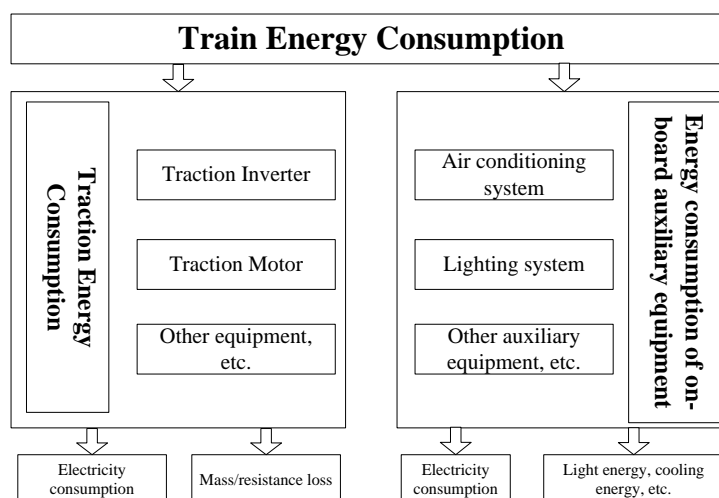 Train Energy Consumption
Traction Energy
Consumption
Traction Inverter
Traction Motor
Other equipment,
etc.
Air conditioning
system
Lighting system
Other auxiliary
equipment, etc.
Energy consumption of on-
board auxiliary equipment
Electricity
consumption
Mass/resistance loss
Electricity
consumption
Light energy, cooling
energy, etc.